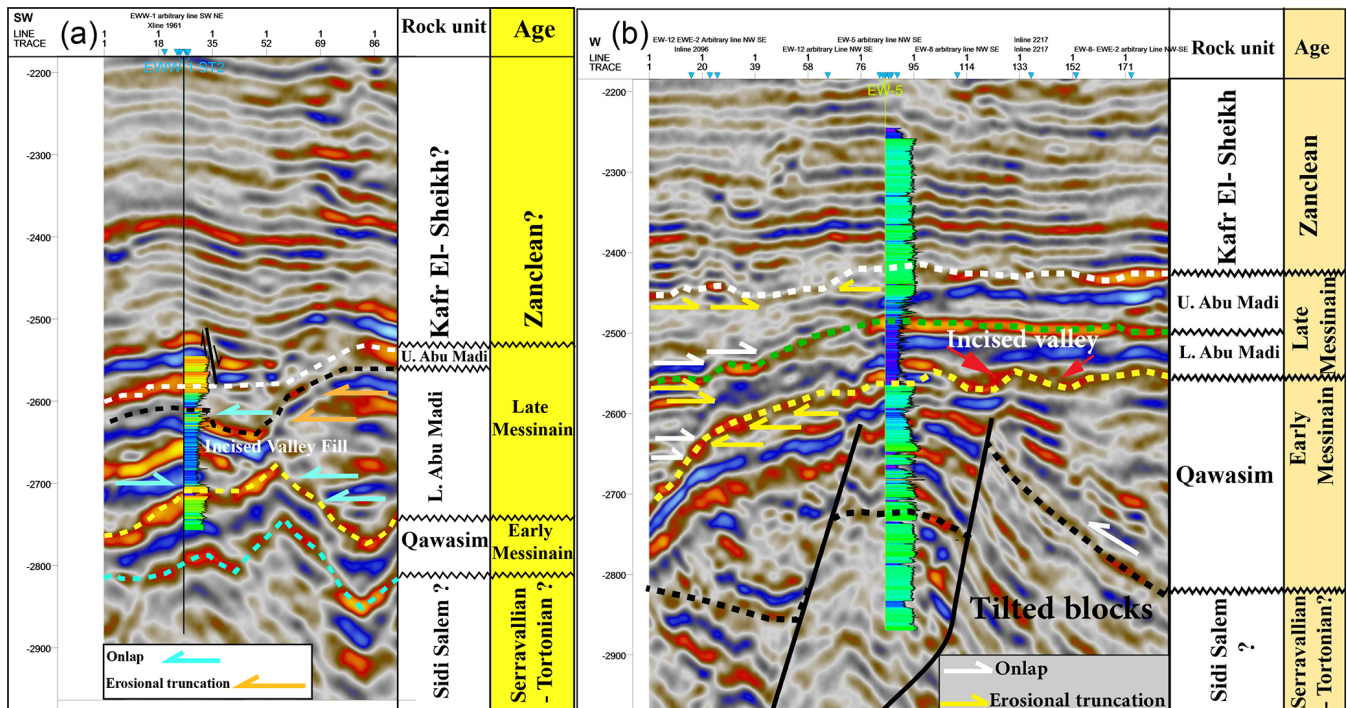 SW
(a)
EWW-1 arbitrary line SW NE
Xline 1961
LINE 1 1 1 1 1 1
TRACE 1 18 35 52 69 86
Rock unit
Age
EWW-1 ST2
-2200
-2300
-2400
-2500
-2600
-2700
-2800
-2900
Incised Valley Fill
Onlap
Erosional truncation
Kafr El- Sheikh?
U. Abu Madi
L. Abu Madi
Qawasim
Sidi Salem ?
Zanclean?
Late
Messinain
Early
Messinain
Serravallian
- Tortonian ?
W
(b)
EW-12 EWE-2 Arbitrary line NW SE
Inline 2096
EW-12 arbitrary Line NW SE
EW-5 arbitrary line NW SE
EW-8 arbitrary line NW SE
Inline 2217
Inline 2217
EW-8- EWE-2 Arbitrary Line NW-SE
LINE 1 1 1 1 1 1 1 1 1 1
TRACE 1 20 39 58 76 95 114 133 152 171
Rock unit
Age
EW-5
-2200
-2300
-2400
-2500
-2600
-2700
-2800
-2900
Incised valley
Tilted blocks
Onlap
Erosional truncation
Kafr El- Sheikh
U. Abu Madi
L. Abu Madi
Qawasim
Sidi Salem
?
Zanclean
Late
Messinain
Early
Messinain
Serravallian
- Tortonian?